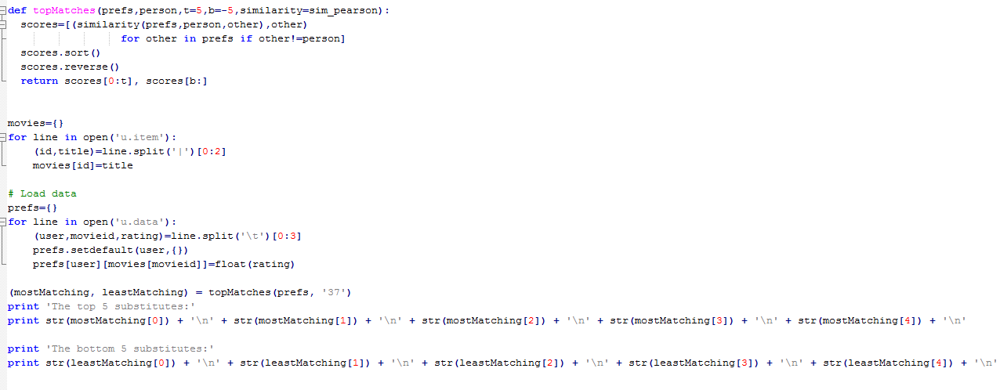 def topMatches(prefs,person,t=5,b=-5,similarity=sim_pearson):
  scores=[(similarity(prefs,person,other),other)
                  for other in prefs if other!=person]
  scores.sort()
  scores.reverse()
  return scores[0:t], scores[b:]
movies={}
for line in open('u.item'):
    (id,title)=line.split('|')[0:2]
    movies[id]=title
# Load data
prefs={}
for line in open('u.data'):
    (user,movieid,rating)=line.split('\t')[0:3]
    prefs.setdefault(user,{})
    prefs[user][movies[movieid]]=float(rating)
(mostMatching, leastMatching) = topMatches(prefs, '37')
print 'The top 5 substitutes:'
print str(mostMatching[0]) + '\n' + str(mostMatching[1]) + '\n' + str(mostMatching[2]) + '\n' + str(mostMatching[3]) + '\n' + str(mostMatching[4]) + '\n'
print 'The bottom 5 substitutes:'
print str(leastMatching[0]) + '\n' + str(leastMatching[1]) + '\n' + str(leastMatching[2]) + '\n' + str(leastMatching[3]) + '\n' + str(leastMatching[4]) + '\n'